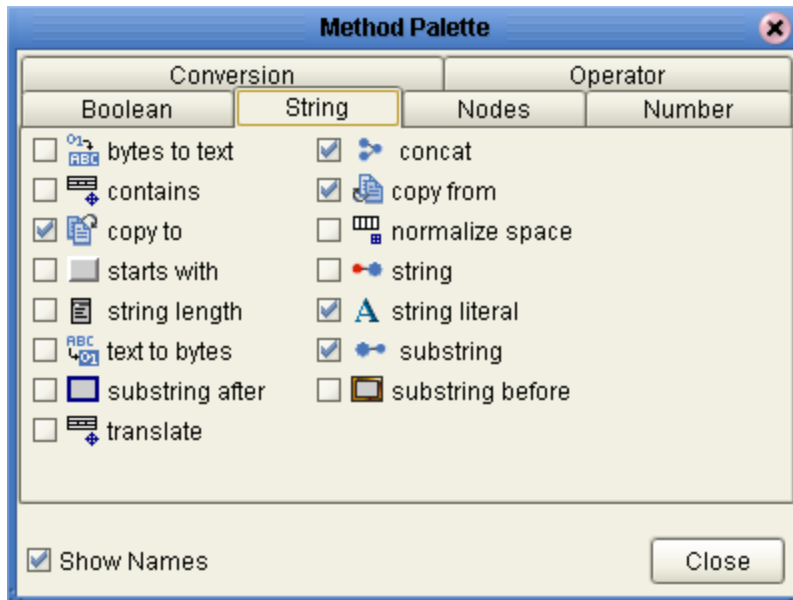 Method Palette
Conversion Operator
Boolean String Nodes Number
bytes to text concat
contains copy from
copy to normalize space
starts with string
string length string literal
text to bytes substring
substring after substring before
translate
Show Names Close